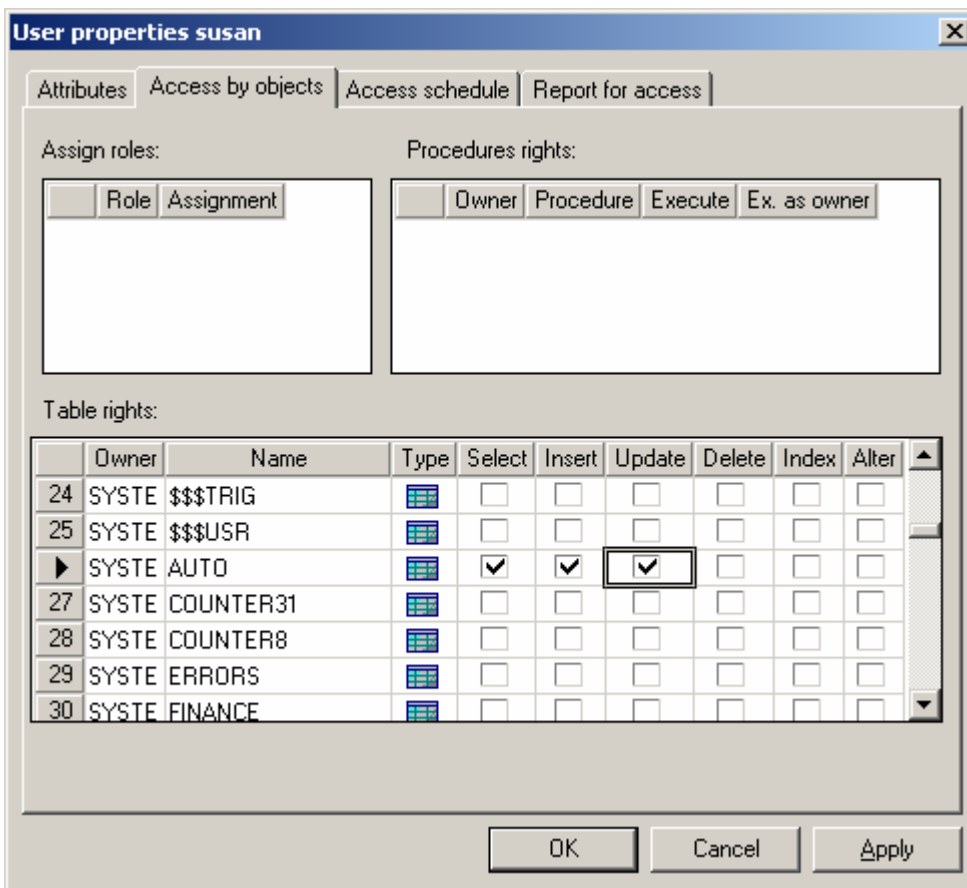 User properties susan
Attributes Access by objects Access schedule Report for access
Assign roles: Procedures rights:
Role Assignment Owner Procedure Execute Ex. as owner
Table rights:
Owner Name Type Select Insert Update Delete Index Alter
24 SYSTE $$$TRIG
25 SYSTE $$$USR
SYSTE AUTO
27 SYSTE COUNTER31
28 SYSTE COUNTER8
29 SYSTE ERRORS
30 SYSTE FINANCE
OK Cancel Apply